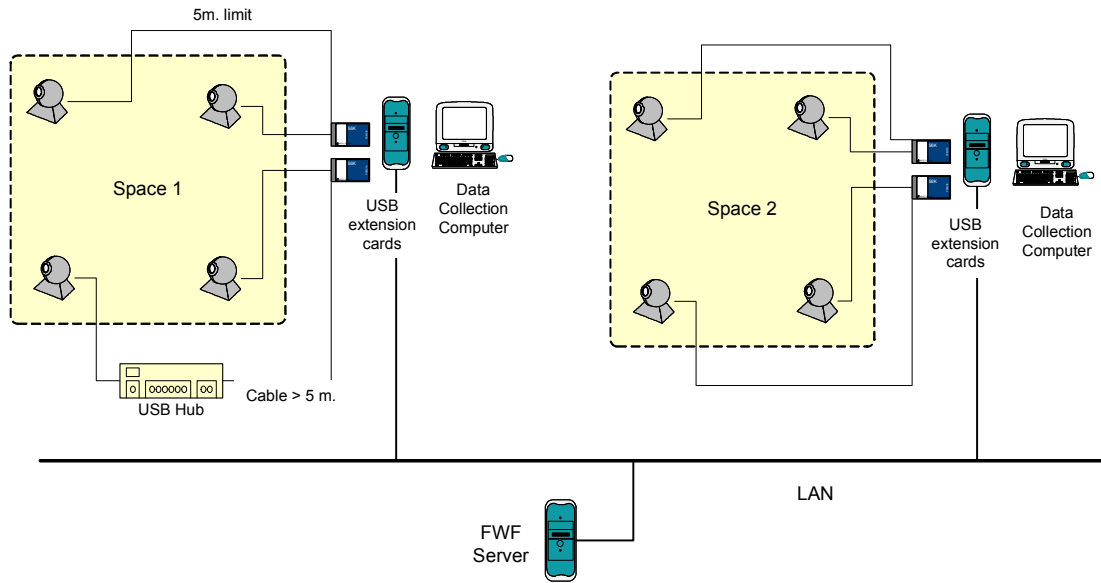 5m. limit
Space 1
USB
extension
cards
Data
Collection
Computer
USB Hub
Cable > 5 m.
Space 2
USB
extension
cards
Data
Collection
Computer
LAN
FWF
Server